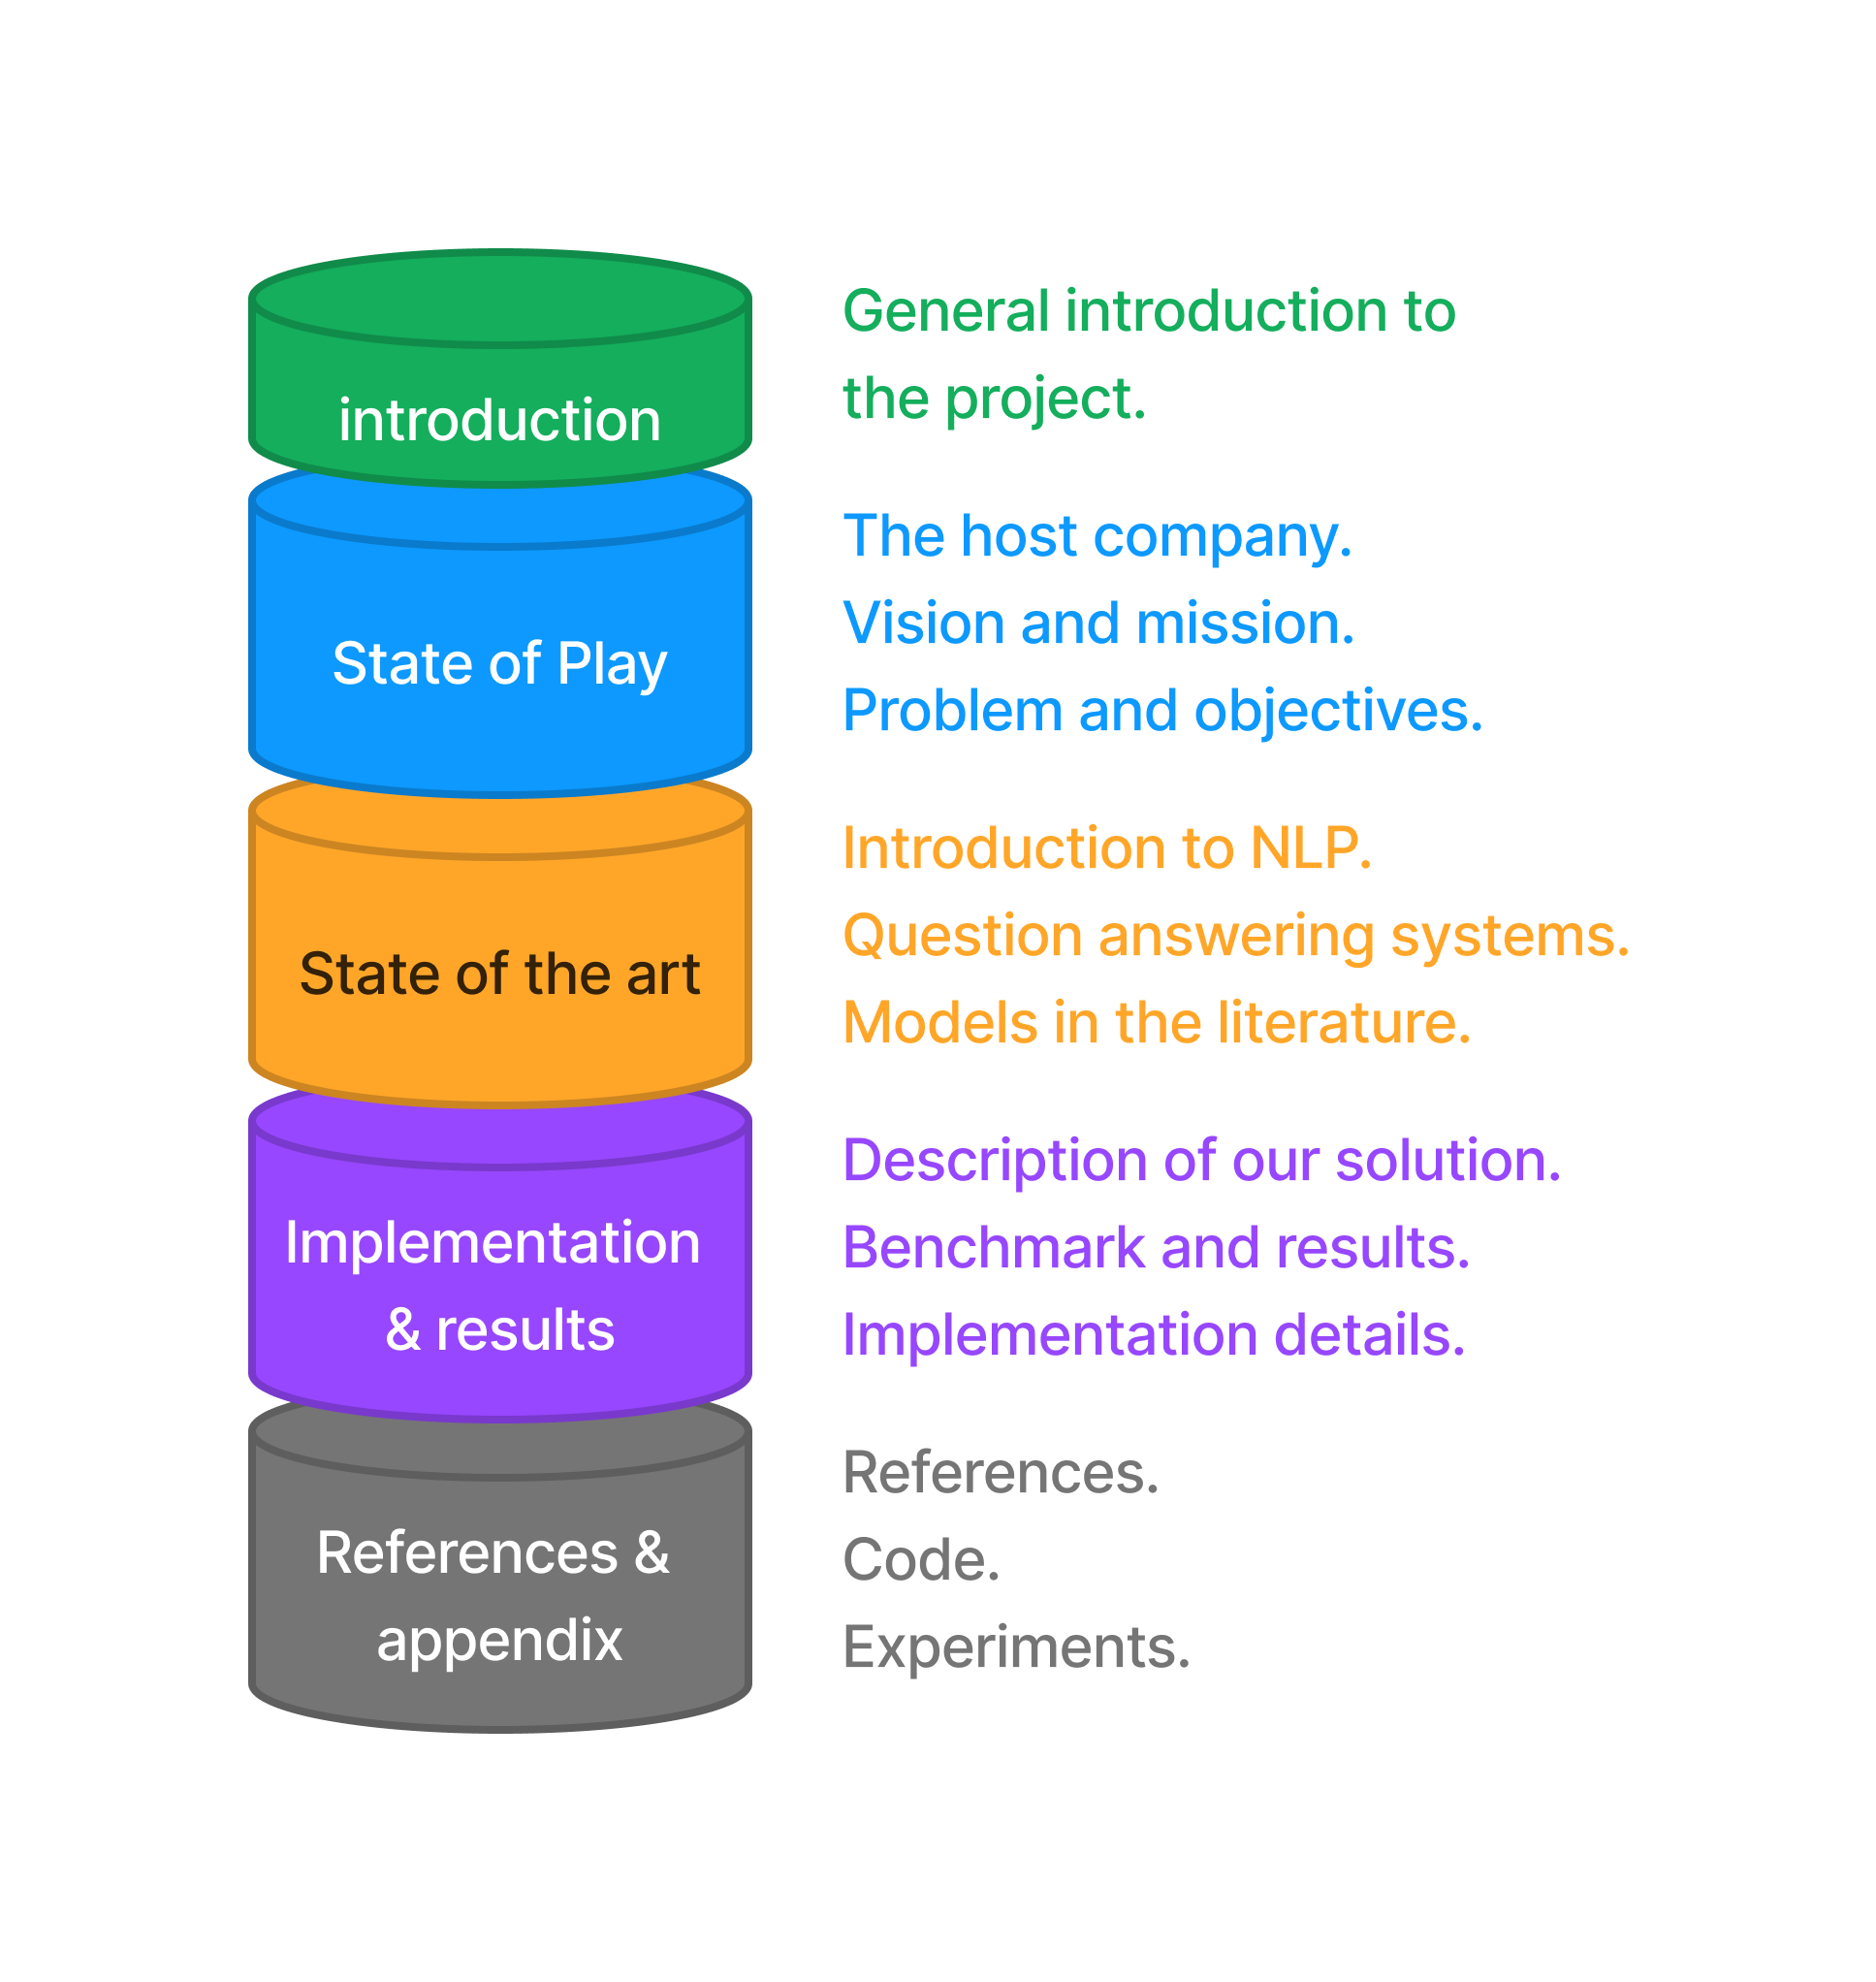 introduction
General introduction to
the project.
State of Play
The host company.
Vision and mission.
Problem and objectives.
State of the art
Introduction to NLP.
Question answering systems.
Models in the literature.
Implementation
& results
Description of our solution.
Benchmark and results.
Implementation details.
References &
appendix
References.
Code.
Experiments.